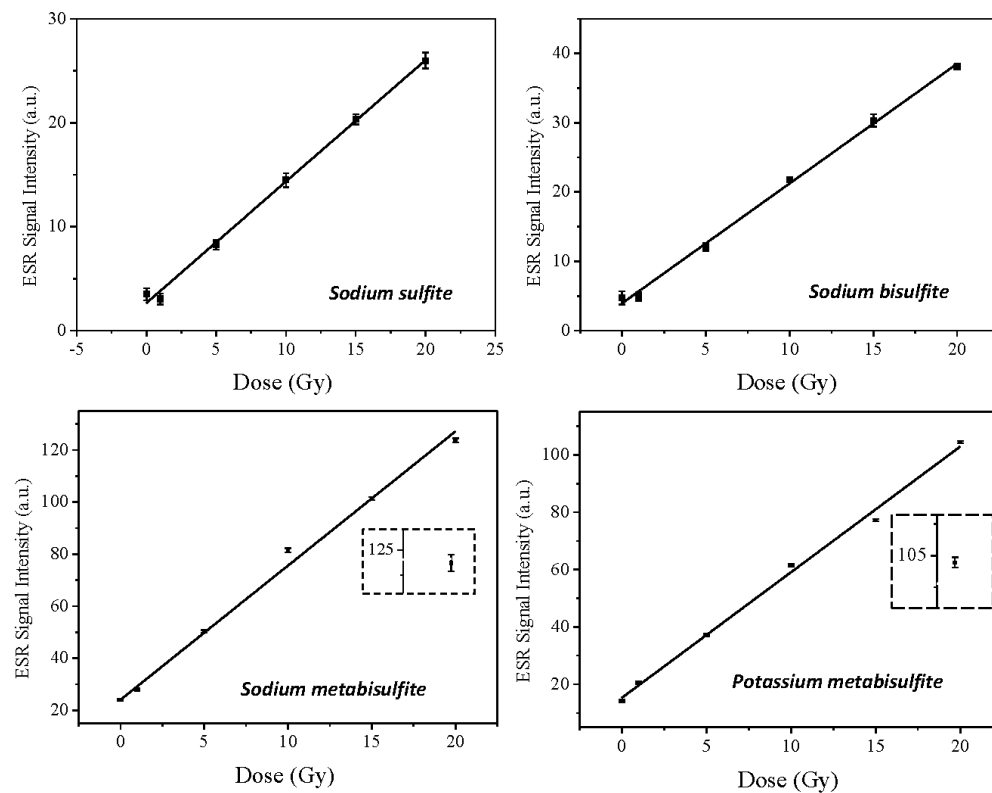 30
20
10
0
ESR Signal Intensity (a.u.)
Sodium sulfite
-5 0 5 10 15 20 25
Dose (Gy)
40
30
20
10
0
ESR Signal Intensity (a.u.)
Sodium bisulfite
0 5 10 15 20
Dose (Gy)
120
100
80
60
40
20
ESR Signal Intensity (a.u.)
125
Sodium metabisulfite
0 5 10 15 20
Dose (Gy)
100
80
60
40
20
ESR Signal Intensity (a.u.)
105
Potassium metabisulfite
0 5 10 15 20
Dose (Gy)